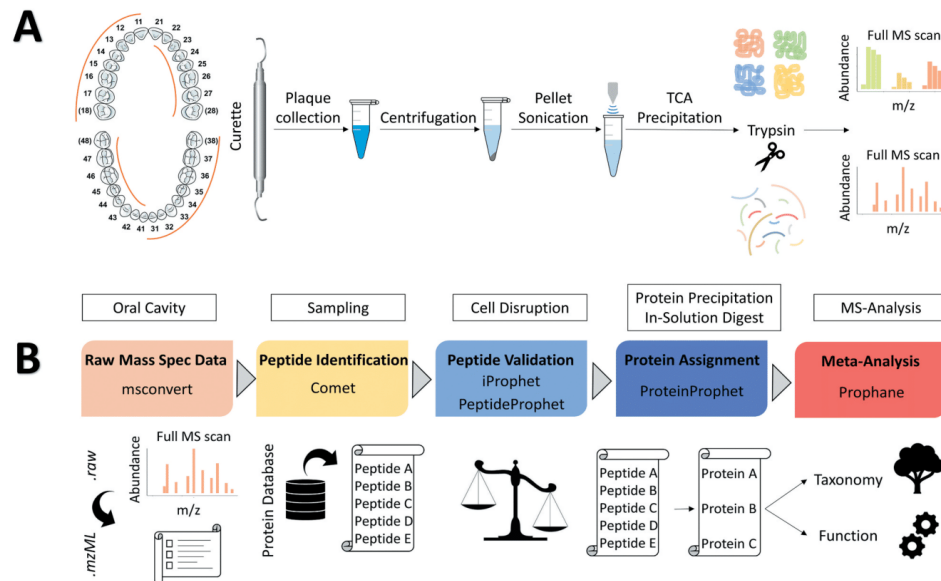 A
11 21
12 22
13 23
14 24
15 25
16 26
17 27
(18) (28)
(48) (38)
47 37
46 36
45 35
44 34
43 33
42 41 31 32
Curette
Plaque
collection
Centrifugation
Pellet
Sonication
TCA
Precipitation
Trypsin
Full MS scan
Abundance
m/z
Full MS scan
Abundance
m/z
Oral Cavity
Sampling
Cell Disruption
Protein Precipitation
In-Solution Digest
MS-Analysis
B
Raw Mass Spec Data
msconvert
Peptide Identification
Comet
Peptide Validation
iProphet
PeptideProphet
Protein Assignment
ProteinProphet
Meta-Analysis
Prophane
.raw
.mzML
Full MS scan
Abundance
m/z
Protein Database
Peptide A
Peptide B
Peptide C
Peptide D
Peptide E
Peptide A
Peptide B
Peptide C
Peptide D
Peptide E
Protein A
Protein B
Protein C
Taxonomy
Function